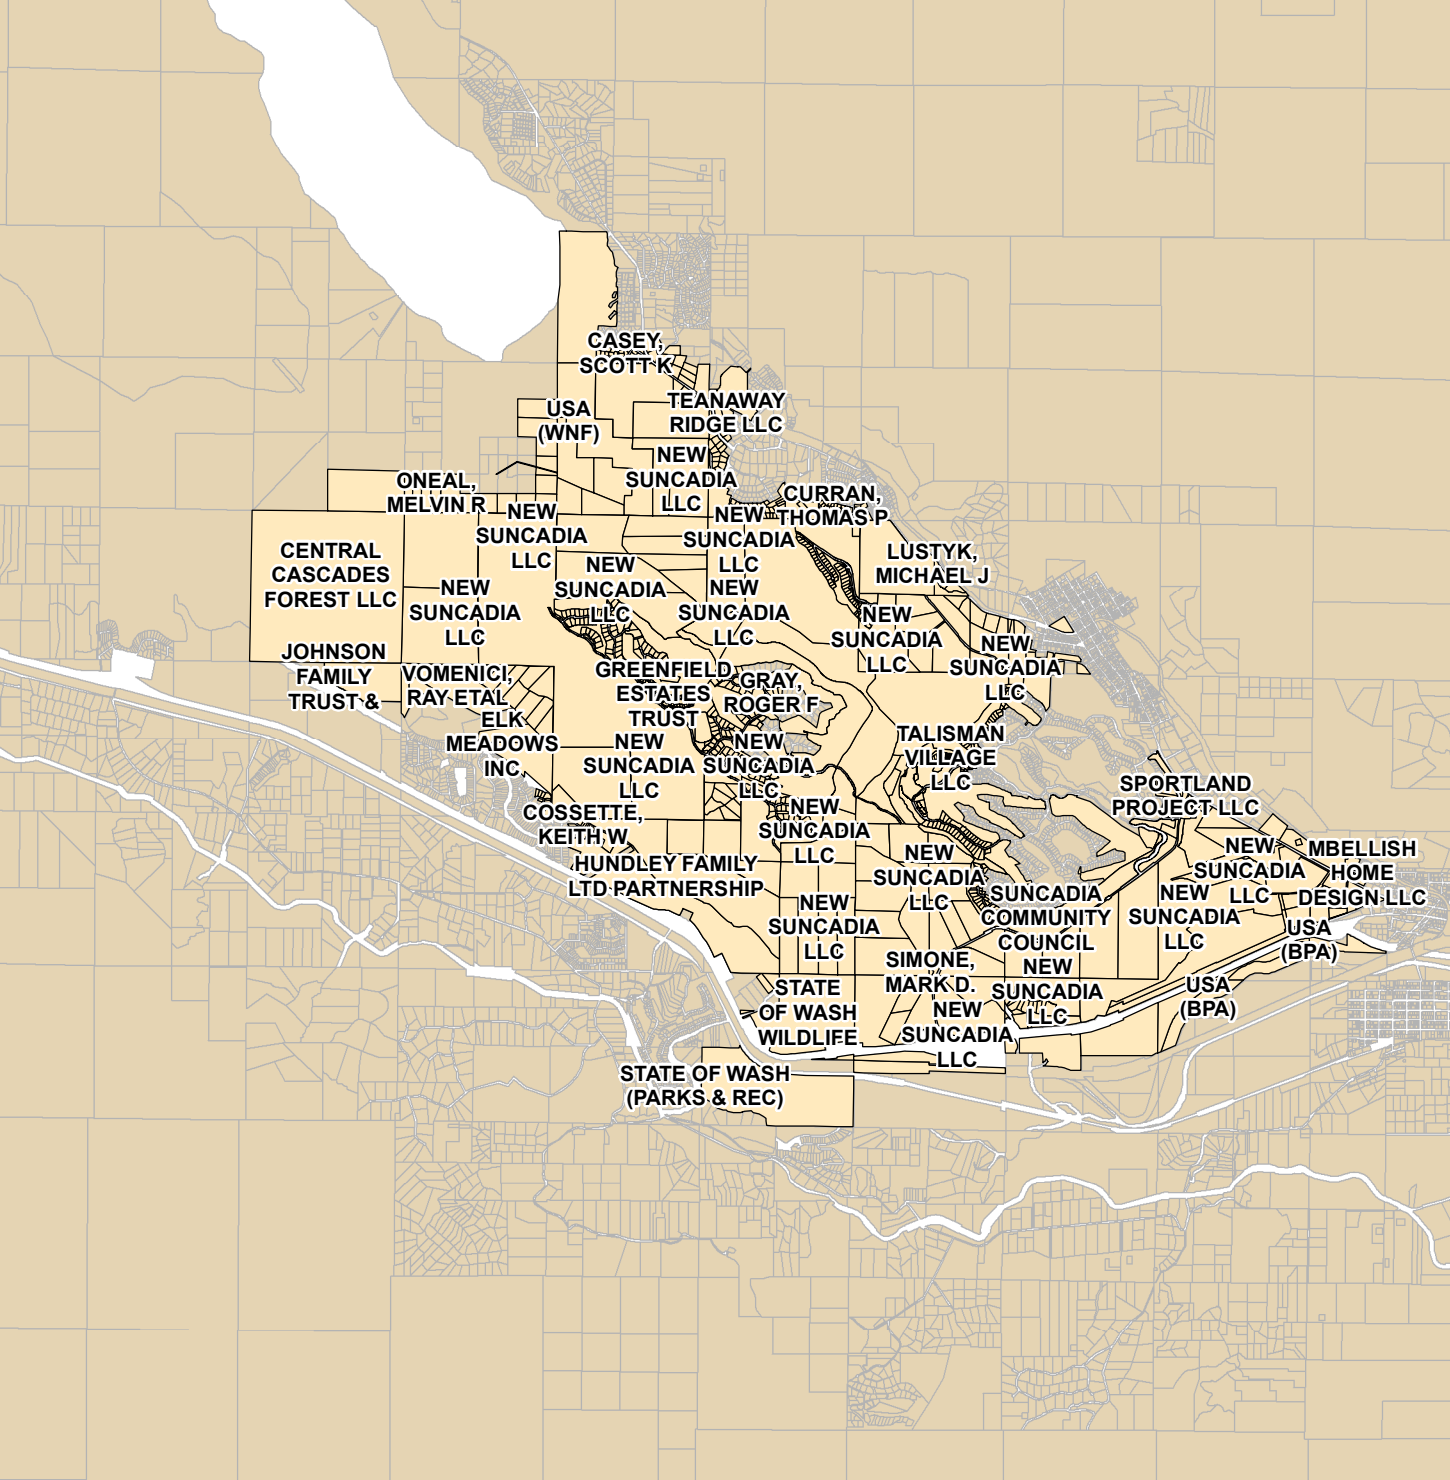 CASEY,
SCOTT K
USA
(WNF)
TEANAWAY
RIDGE LLC
NEW
SUNCADIA
LLC
ONEAL,
MELVIN R
CURRAN,
THOMAS P
NEW
SUNCADIA
LLC
NEW
SUNCADIA
LLC
CENTRAL
CASCADES
FOREST LLC
LUSTYK,
MICHAEL J
NEW
SUNCADIA
LLC
NEW
SUNCADIA
LLC
NEW
SUNCADIA
LLC
NEW
SUNCADIA
LLC
NEW
SUNCADIA
LLC
JOHNSON
FAMILY
TRUST &
VOMENICI,
RAY ETAL
GREENFIELD
ESTATES
TRUST
GRAY,
ROGER F
ELK
MEADOWS
INC
NEW
SUNCADIA
LLC
NEW
SUNCADIA
LLC
TALISMAN
VILLAGE
LLC
SPORTLAND
PROJECT LLC
COSSETTE,
KEITH W.
NEW
SUNCADIA
LLC
HUNDLEY FAMILY
LTD PARTNERSHIP
NEW
SUNCADIA
LLC
NEW
SUNCADIA
LLC
MBELLISH
HOME
DESIGN LLC
SUNCADIA
COMMUNITY
COUNCIL
NEW
SUNCADIA
LLC
NEW
SUNCADIA
LLC
USA
(BPA)
SIMONE,
MARK D.
NEW
SUNCADIA
LLC
STATE
OF WASH
WILDLIFE
USA
(BPA)
NEW
SUNCADIA
LLC
STATE OF WASH
(PARKS & REC)